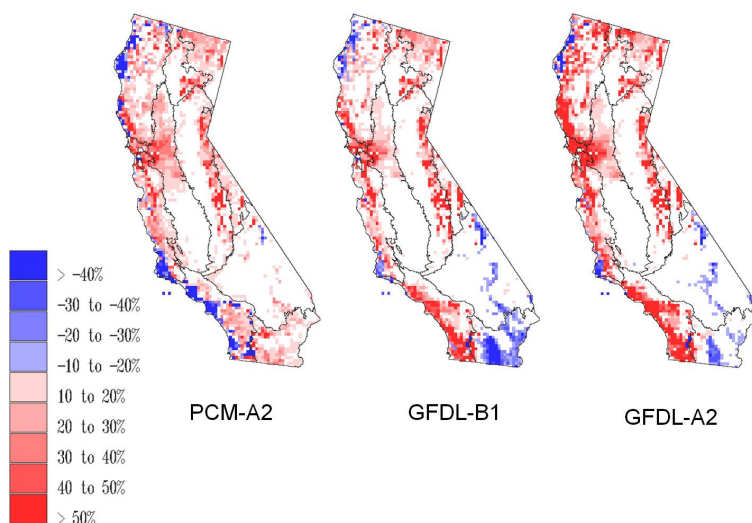 > -40%
-30 to -40%
-20 to -30%
-10 to -20%
10 to 20%
20 to 30%
30 to 40%
40 to 50%
> 50%
PCM-A2
GFDL-B1
GFDL-A2